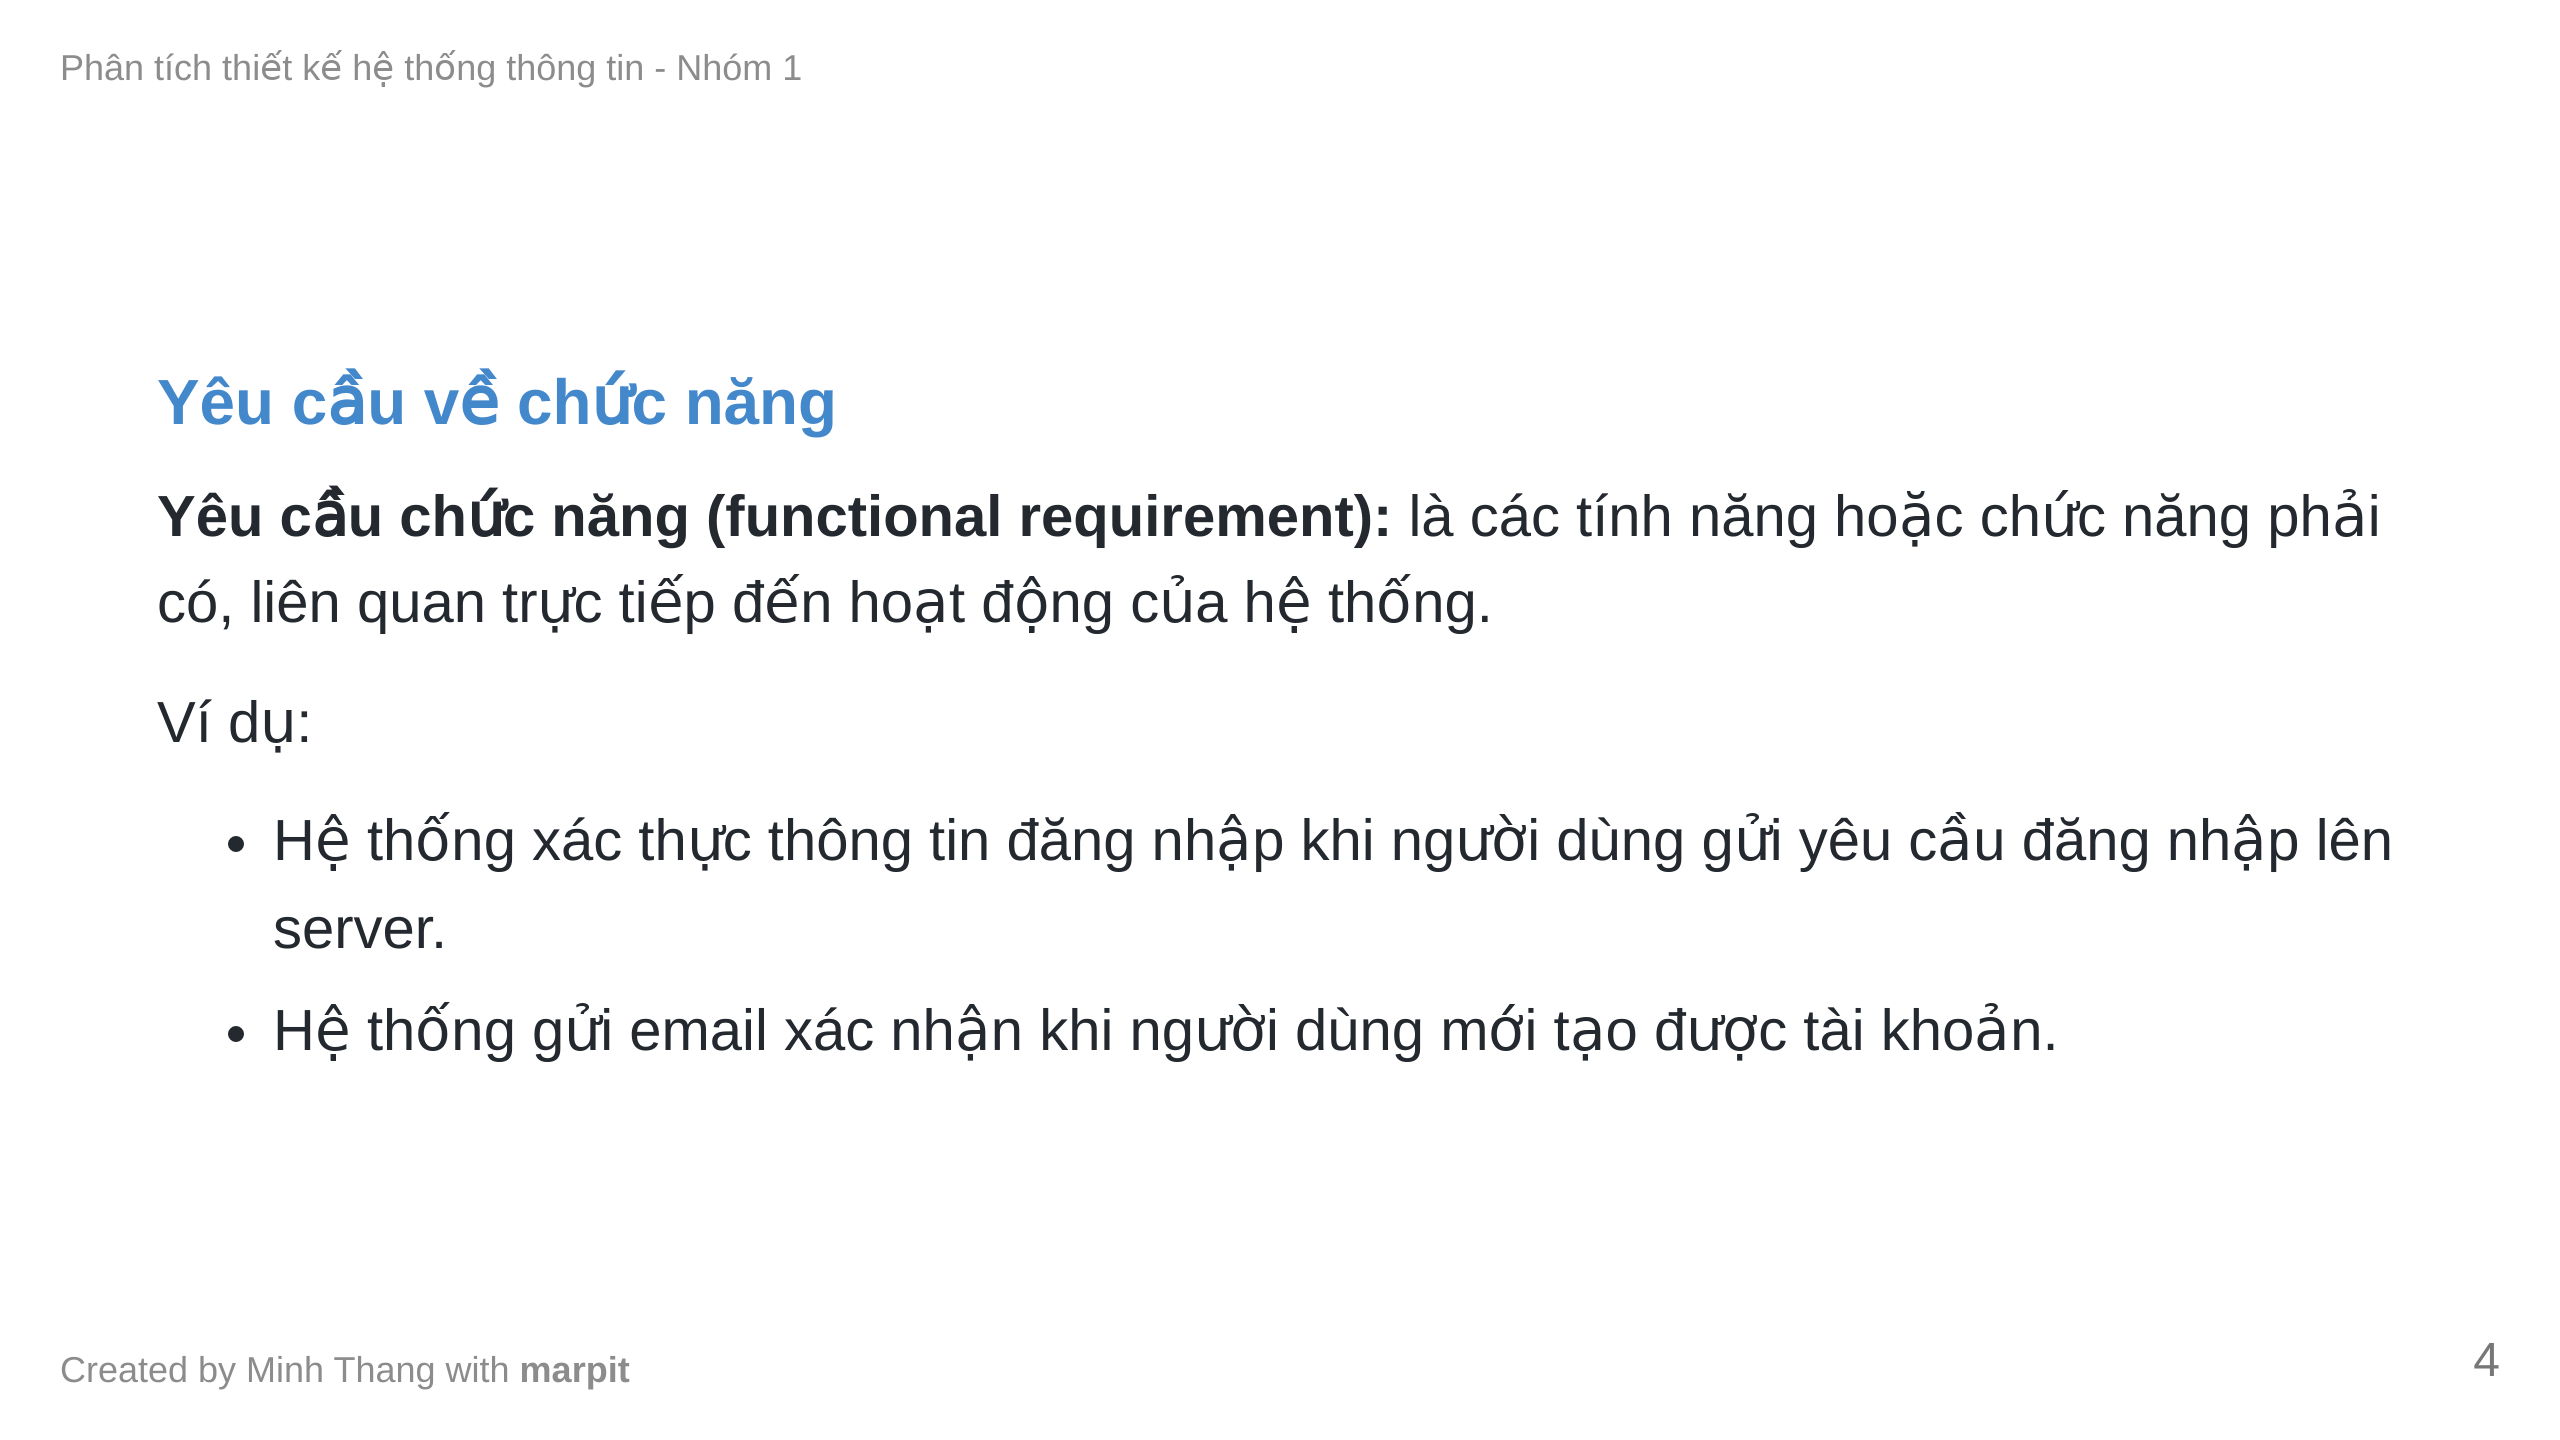 Phân tích thiết kế hệ thống thông tin - Nhóm 1
Yêu cầu về chức năng
Yêu cầu chức năng (functional requirement): là các tính năng hoặc chức năng phải
có, liên quan trực tiếp đến hoạt động của hệ thống.
Ví dụ:
• Hệ thống xác thực thông tin đăng nhập khi người dùng gửi yêu cầu đăng nhập lên
server.
• Hệ thống gửi email xác nhận khi người dùng mới tạo được tài khoản.
Created by Minh Thang with marpit
4